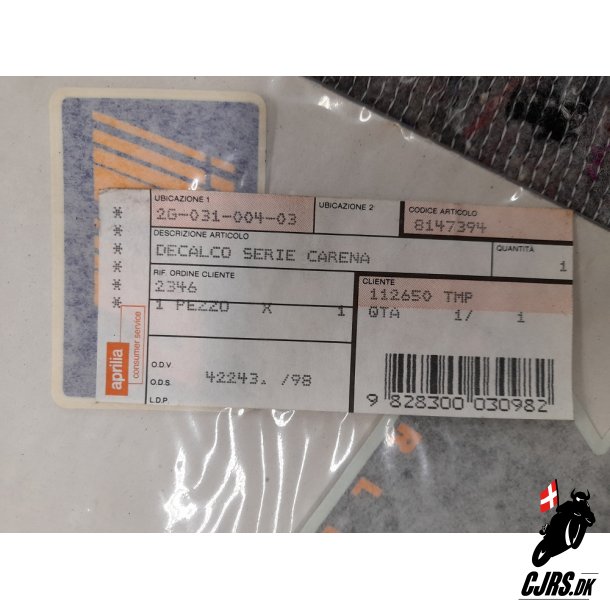 UBICAZIONE 1
2G-031-004-03
UBICAZIONE 2
CODICE ARTICOLO
8147394
DESCRIZIONE ARTICOLO
DECALCO SERIE CARENA
QUANTITA
1
RIF. ORDINE CLIENTE
2346
CLIENTE
112650 TMP
1 PEZZO X 1
QTA 1/ 1
O.D.V
O.D.S. 42243. /98
L.D.P.
aprilia
consumer service
9 828300 030982
B L
CJRS.DK